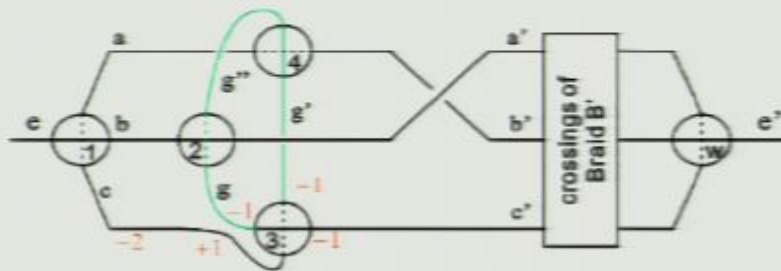 a a'
4
g''
g'
e b b' e'
1 2 w
crossings of
Braid B'
c g -1 -1 c'
-2 +1 3 -1